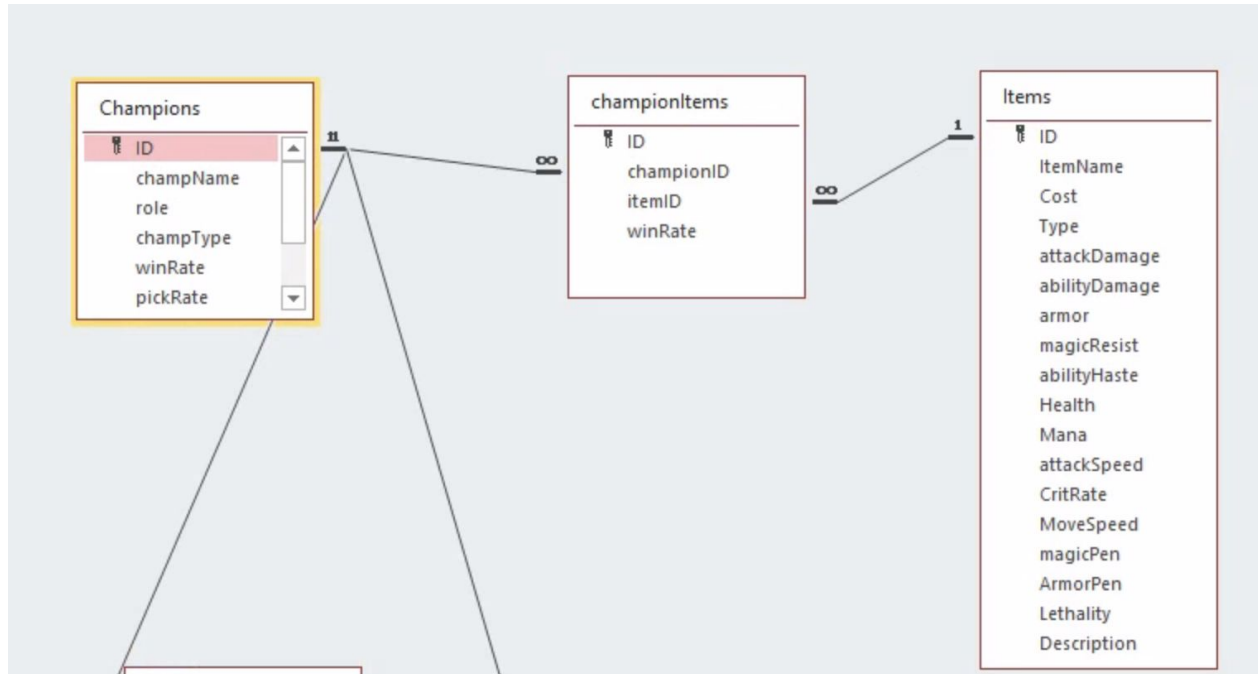 Champions
ID
champName
role
champType
winRate
pickRate
11
∞
championItems
ID
championID
itemID
winRate
∞
1
Items
ID
ItemName
Cost
Type
attackDamage
abilityDamage
armor
magicResist
abilityHaste
Health
Mana
attackSpeed
CritRate
MoveSpeed
magicPen
ArmorPen
Lethality
Description